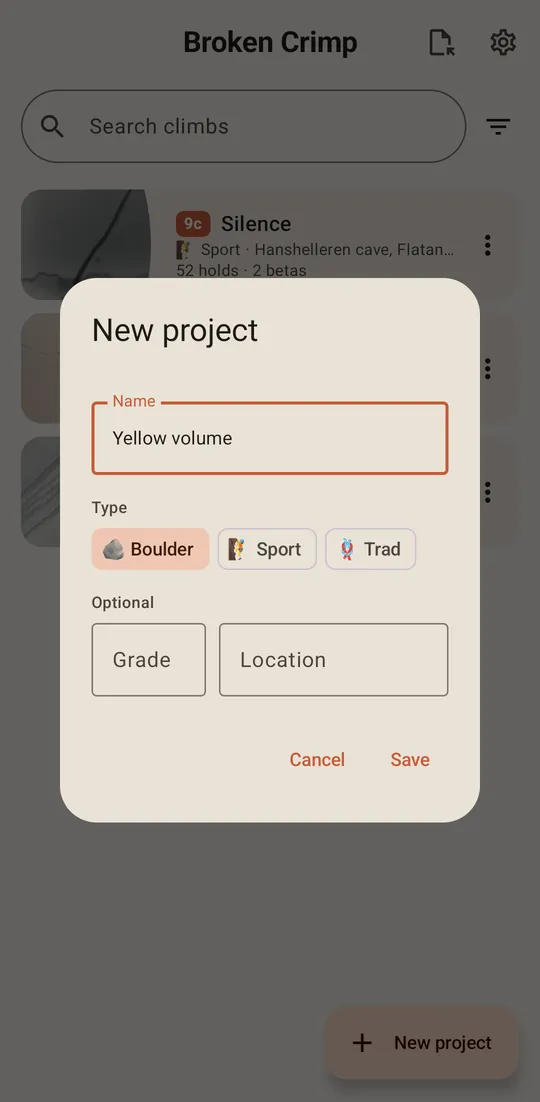 Broken Crimp
Search climbs
9c Silence
Sport · Hanshelleren cave, Flatan…
52 holds · 2 betas
New project
Name
Yellow volume
Type
Boulder Sport Trad
Optional
Grade Location
Cancel Save
New project